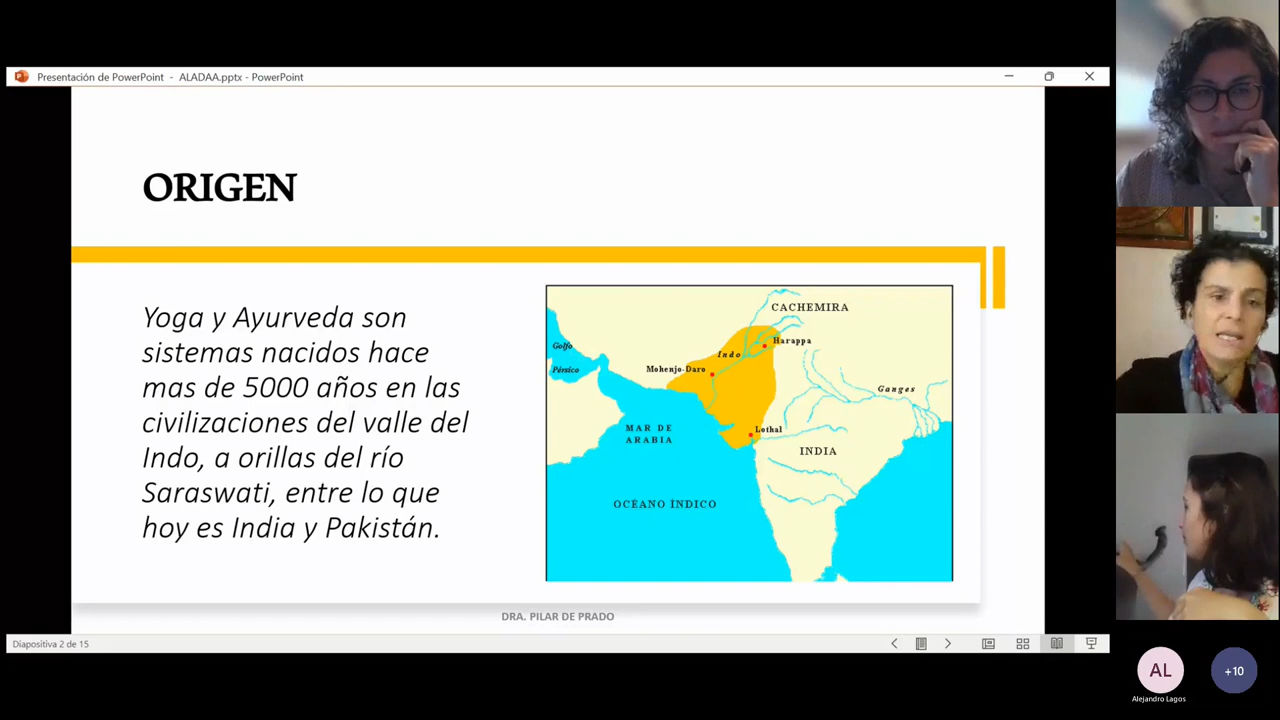 Presentación de PowerPoint - ALADAA.pptx - PowerPoint
ORIGEN
Yoga y Ayurveda son
sistemas nacidos hace
mas de 5000 años en las
civilizaciones del valle del
Indo, a orillas del río
Saraswati, entre lo que
hoy es India y Pakistán.
CACHEMIRA
Golfo
Pérsico
Indo
Harappa
Mohenjo-Daro
Ganges
MAR DE
ARABIA
Lothal
INDIA
OCÉANO ÍNDICO
DRA. PILAR DE PRADO
Diapositiva 2 de 15
AL
+10
Alejandro Lagos